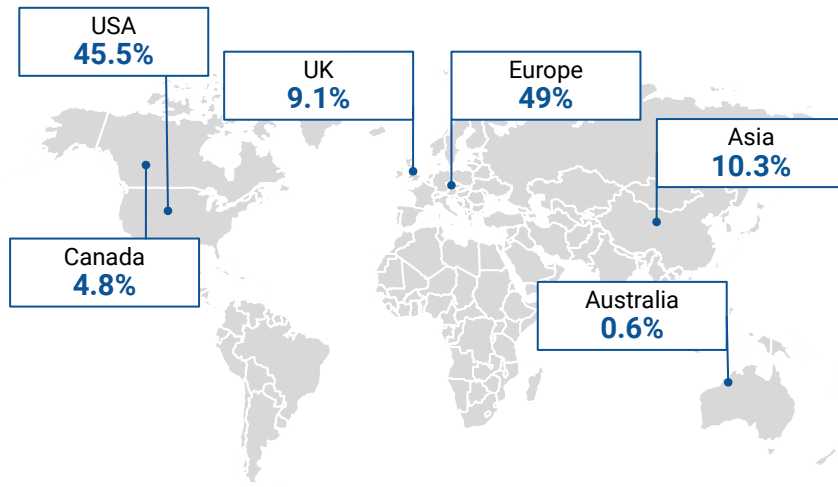 USA
45.5%
UK
9.1%
Europe
49%
Asia
10.3%
Canada
4.8%
Australia
0.6%